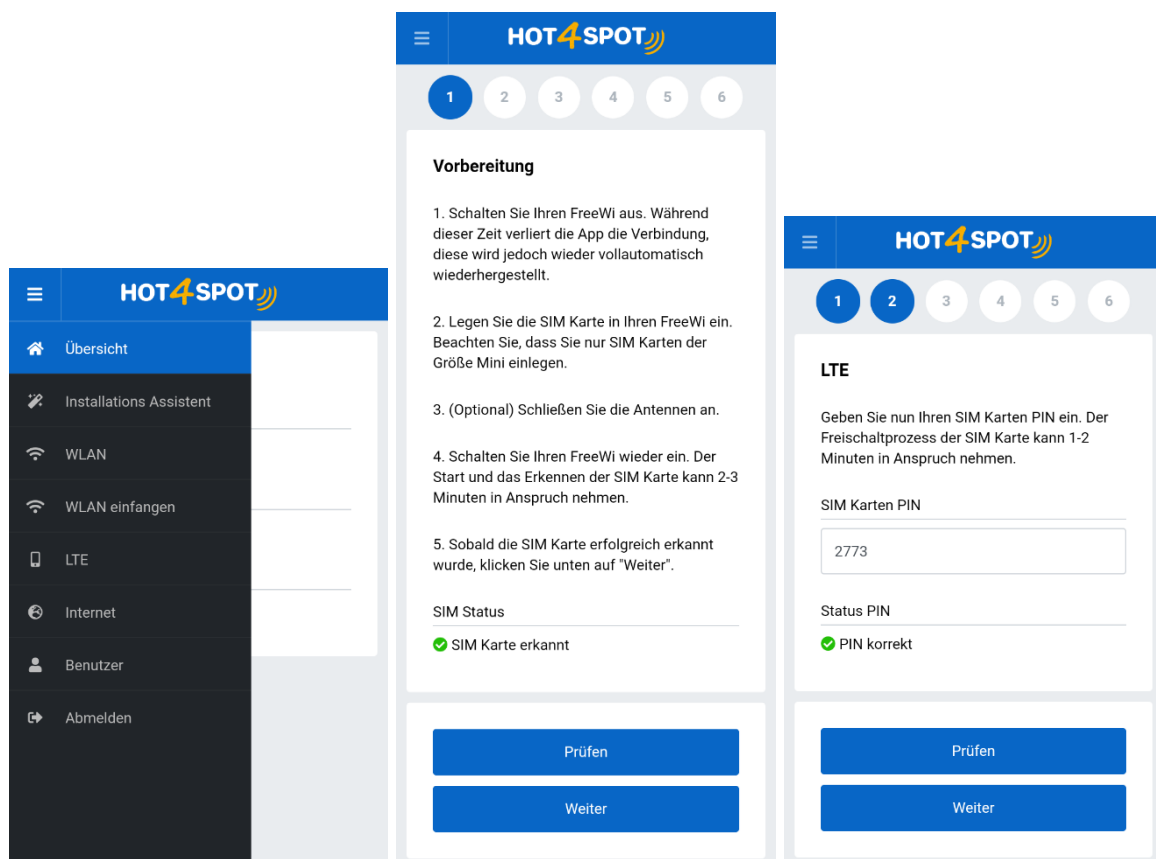 HOT4SPOT
Übersicht
Installations Assistent
WLAN
WLAN einfangen
LTE
Internet
Benutzer
Abmelden
HOT4SPOT
1 2 3 4 5 6
Vorbereitung
1. Schalten Sie Ihren FreeWi aus. Während
dieser Zeit verliert die App die Verbindung,
diese wird jedoch wieder vollautomatisch
wiederhergestellt.
2. Legen Sie die SIM Karte in Ihren FreeWi ein.
Beachten Sie, dass Sie nur SIM Karten der
Größe Mini einlegen.
3. (Optional) Schließen Sie die Antennen an.
4. Schalten Sie Ihren FreeWi wieder ein. Der
Start und das Erkennen der SIM Karte kann 2-3
Minuten in Anspruch nehmen.
5. Sobald die SIM Karte erfolgreich erkannt
wurde, klicken Sie unten auf "Weiter".
SIM Status
SIM Karte erkannt
Prüfen
Weiter
HOT4SPOT
1 2 3 4 5 6
LTE
Geben Sie nun Ihren SIM Karten PIN ein. Der
Freischaltprozess der SIM Karte kann 1-2
Minuten in Anspruch nehmen.
SIM Karten PIN
2773
Status PIN
PIN korrekt
Prüfen
Weiter